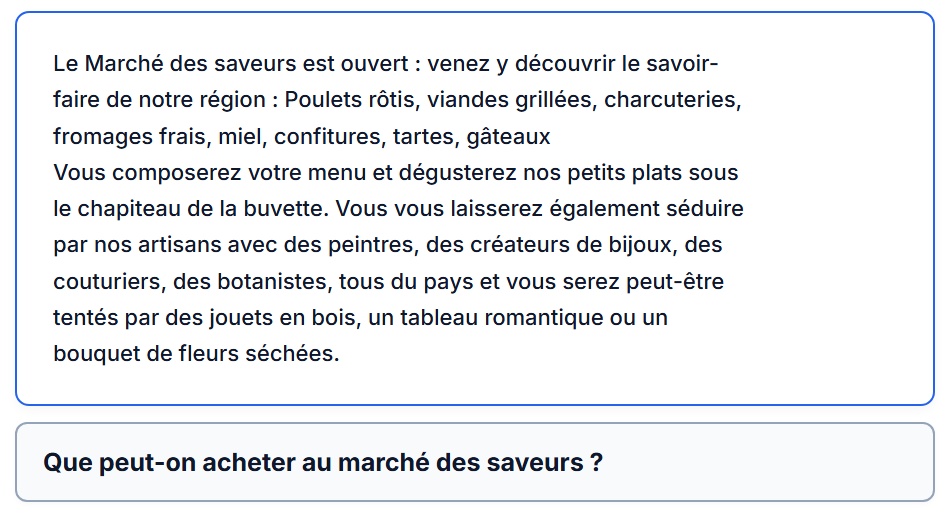 Le Marché des saveurs est ouvert : venez y découvrir le savoir-
faire de notre région : Poulets rôtis, viandes grillées, charcuteries,
fromages frais, miel, confitures, tartes, gâteaux
Vous composerez votre menu et dégusterez nos petits plats sous
le chapiteau de la buvette. Vous vous laisserez également séduire
par nos artisans avec des peintres, des créateurs de bijoux, des
couturiers, des botanistes, tous du pays et vous serez peut-être
tentés par des jouets en bois, un tableau romantique ou un
bouquet de fleurs séchées.
Que peut-on acheter au marché des saveurs ?